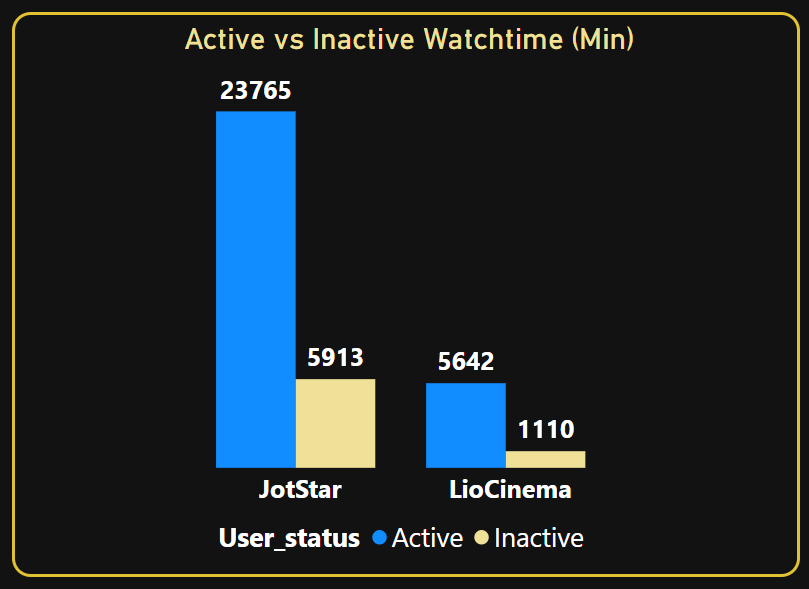 Active vs Inactive Watchtime (Min)
23765
5913
5642
1110
JotStar LioCinema
User_status Active Inactive